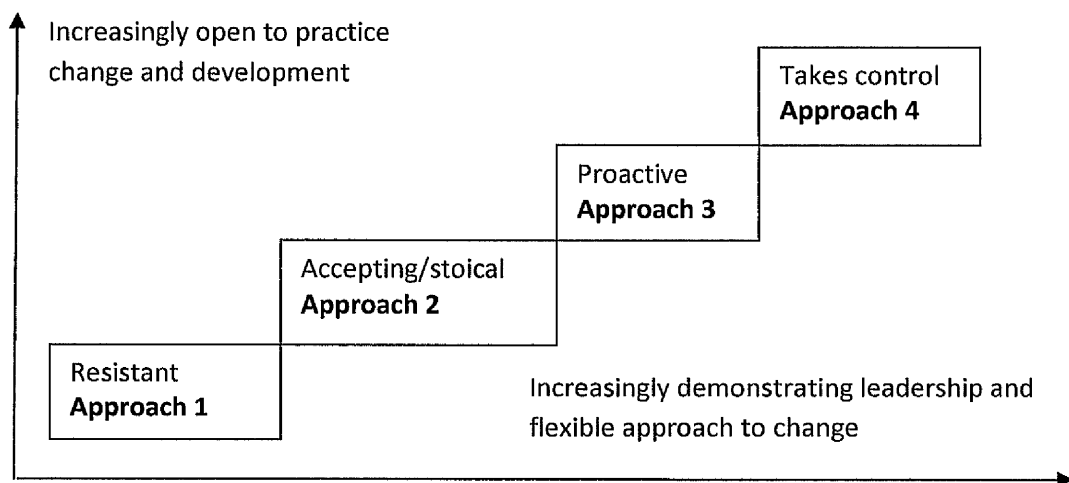 Increasingly open to practice
change and development
Takes control
Approach 4
Proactive
Approach 3
Accepting/stoical
Approach 2
Resistant
Approach 1
Increasingly demonstrating leadership and
flexible approach to change